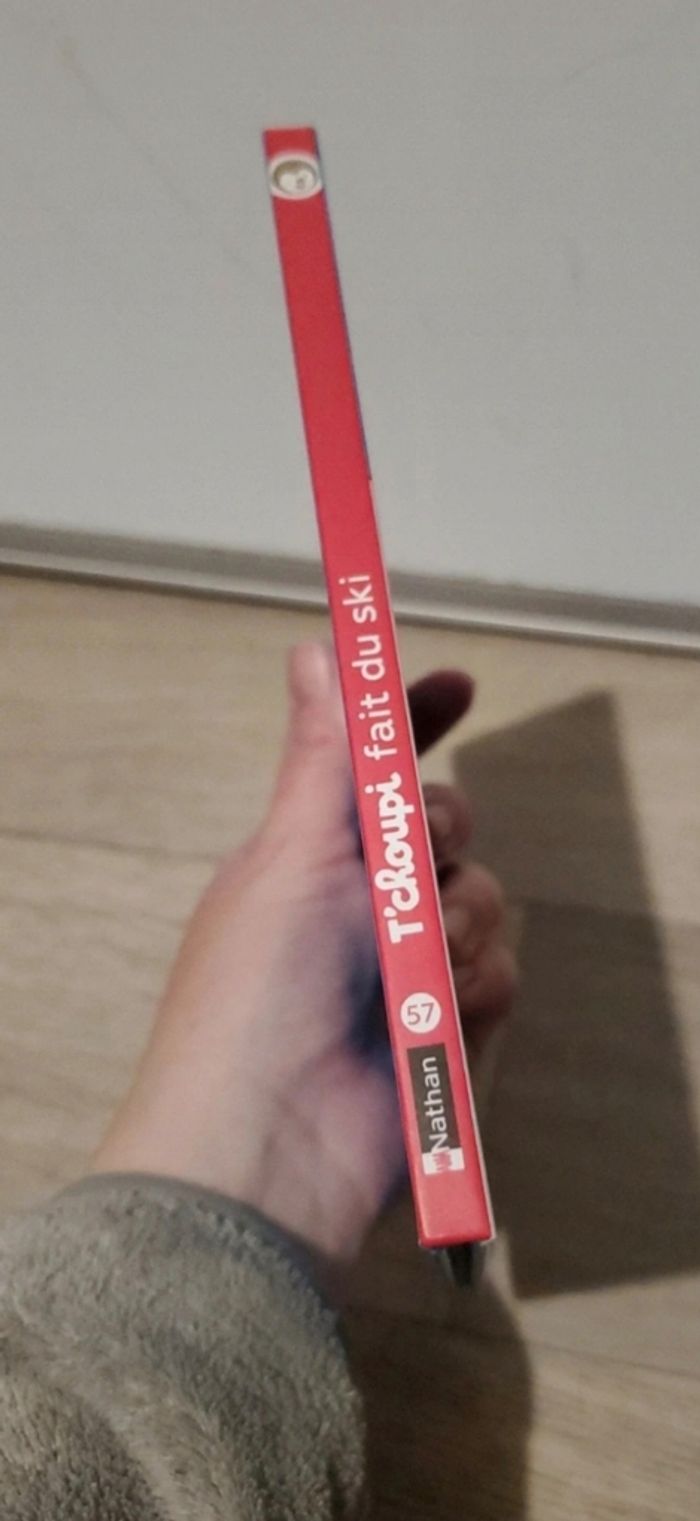 Nathan
57
T'choupi fait du ski